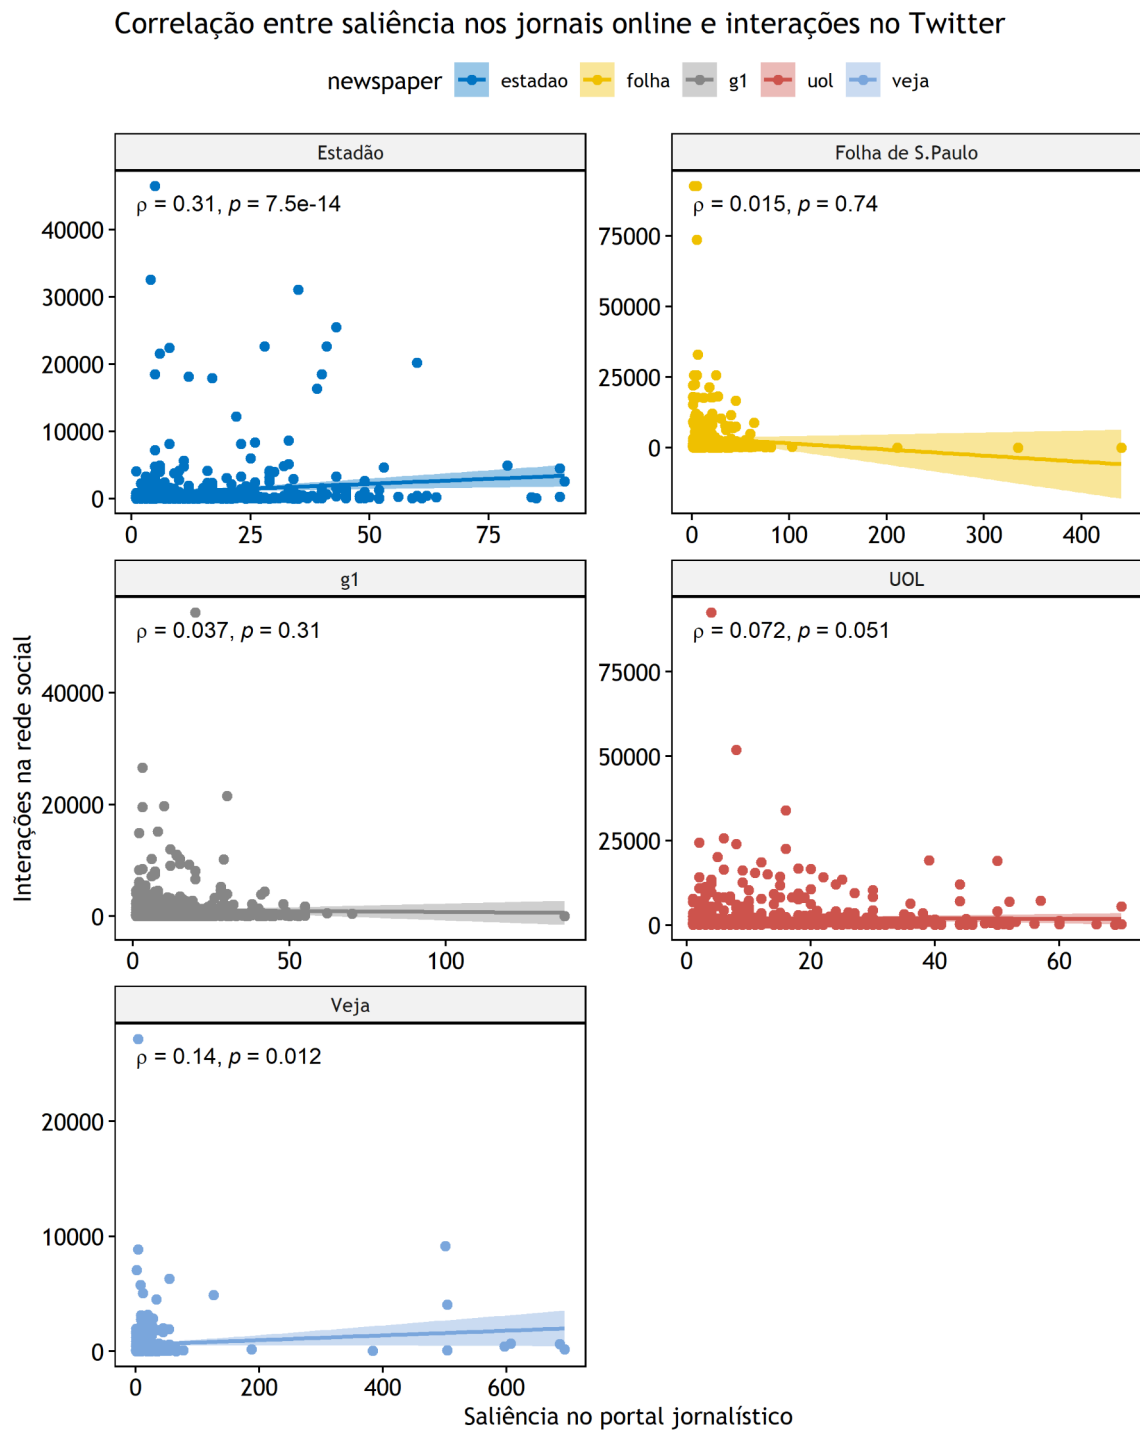 Correlação entre saliência nos jornais online e interações no Twitter
newspaper estadao folha g1 uol veja
Estadão
ρ = 0.31, p = 7.5e-14
40000
30000
20000
10000
0
0 25 50 75
Folha de S.Paulo
ρ = 0.015, p = 0.74
75000
50000
25000
0
0 100 200 300 400
g1
ρ = 0.037, p = 0.31
40000
20000
0
0 50 100
UOL
ρ = 0.072, p = 0.051
75000
50000
25000
0
0 20 40 60
Veja
ρ = 0.14, p = 0.012
20000
10000
0
0 200 400 600
Interações na rede social
Saliência no portal jornalístico